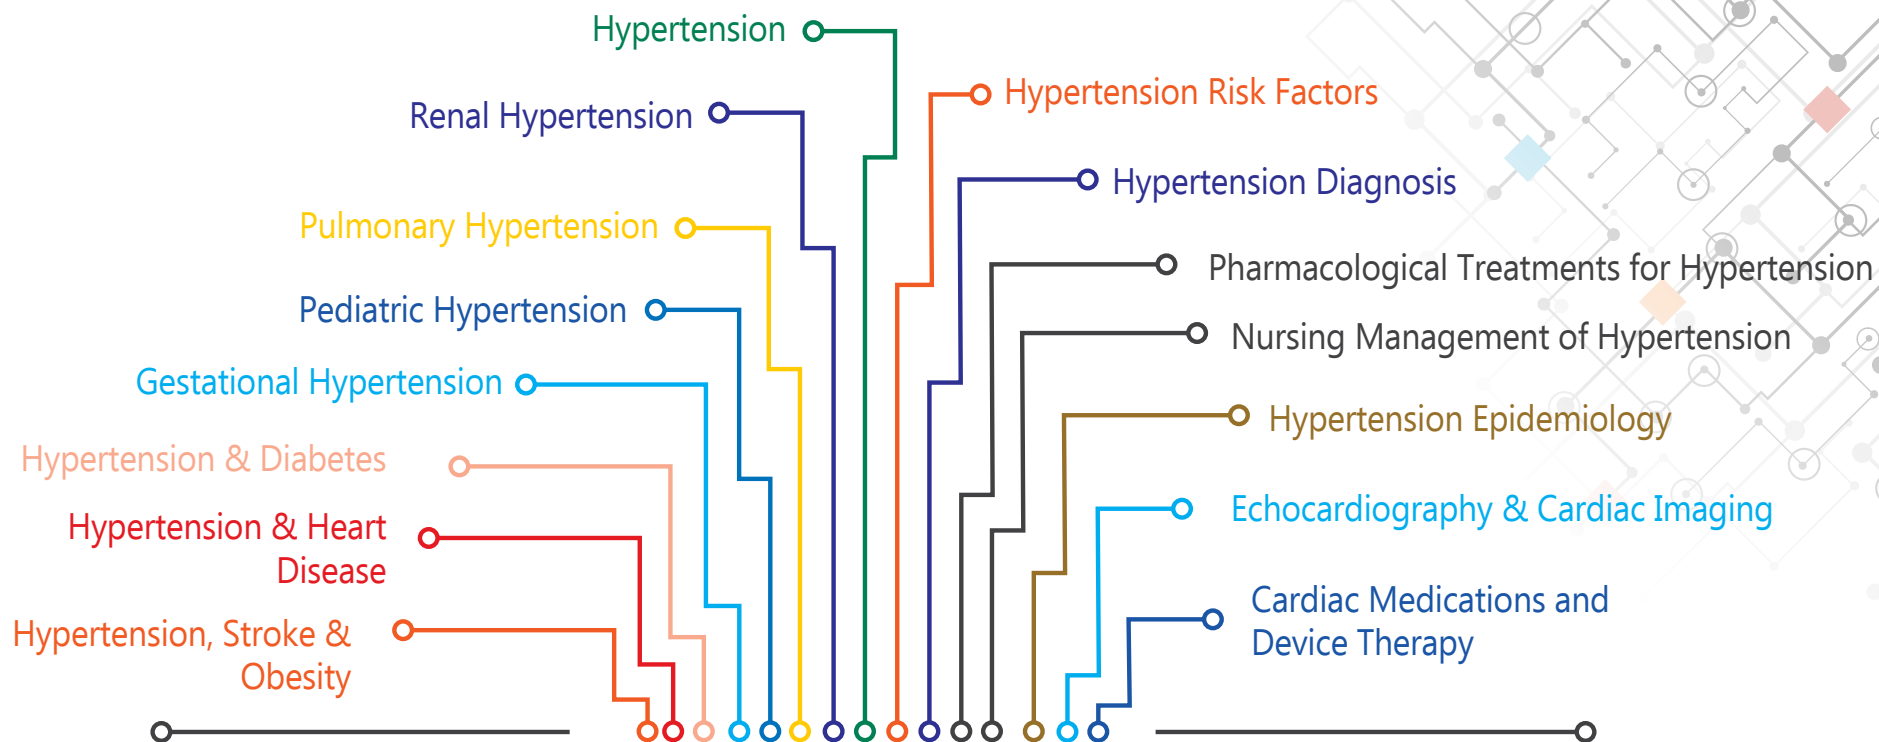 Hypertension
Renal Hypertension
Pulmonary Hypertension
Pediatric Hypertension
Gestational Hypertension
Hypertension & Diabetes
Hypertension & Heart
Disease
Hypertension, Stroke &
Obesity
Hypertension Risk Factors
Hypertension Diagnosis
Pharmacological Treatments for Hypertension
Nursing Management of Hypertension
Hypertension Epidemiology
Echocardiography & Cardiac Imaging
Cardiac Medications and
Device Therapy